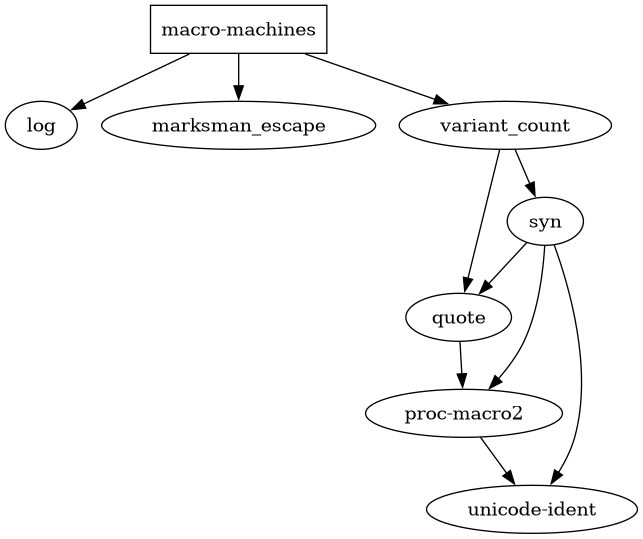 macro-machines
log
marksman_escape
variant_count
syn
quote
proc-macro2
unicode-ident